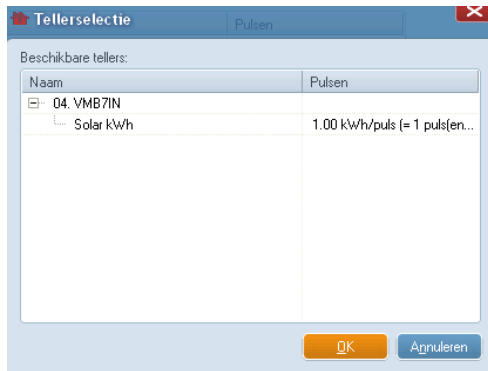 Tellerselectie
Pulsen
Beschikbare tellers:
Naam Pulsen
04. VMB7IN
Solar kWh 1.00 kWh/puls (= 1 puls(en...
OK Annuleren